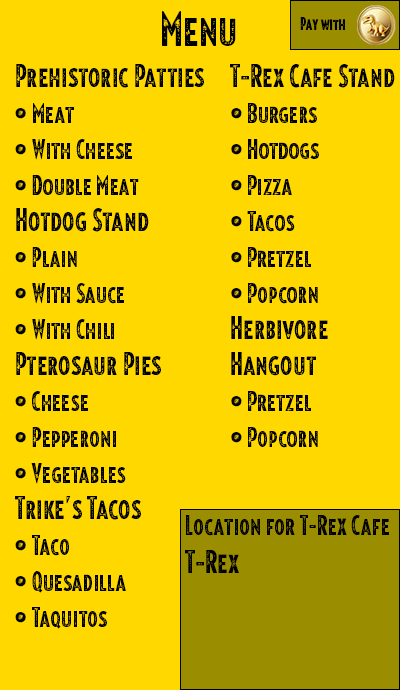 Menu
Pay with
Prehistoric Patties
Meat
With Cheese
Double Meat
Hotdog Stand
Plain
With Sauce
With Chili
Pterosaur Pies
Cheese
Pepperoni
Vegetables
Trike's Tacos
Taco
Quesadilla
Taquitos
T-Rex Cafe Stand
Burgers
Hotdogs
Pizza
Tacos
Pretzel
Popcorn
Herbivore
Hangout
Pretzel
Popcorn
Location for T-Rex Cafe
T-Rex